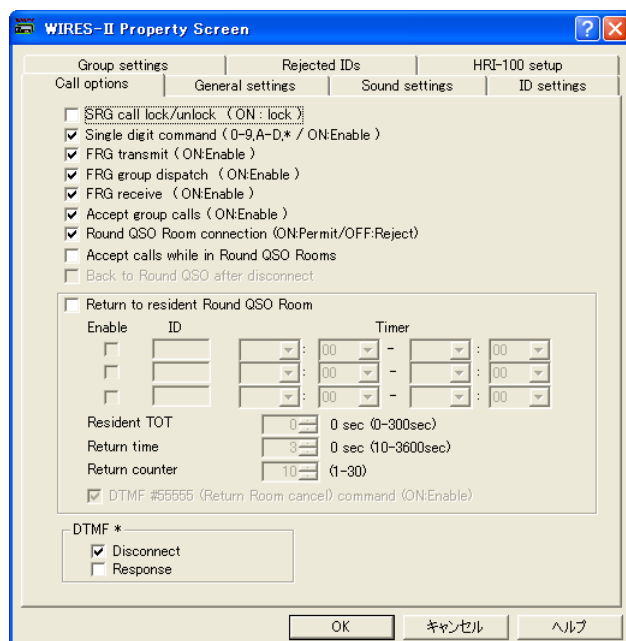 WIRES-II Property Screen
Group settings
Rejected IDs
HRI-100 setup
Call options
General settings
Sound settings
ID settings
SRG call lock/unlock (ON : lock )
Single digit command ( 0-9,A-D,* / ON:Enable )
FRG transmit ( ON:Enable )
FRG group dispatch ( ON:Enable )
FRG receive ( ON:Enable )
Accept group calls ( ON:Enable )
Round QSO Room connection (ON:Permit/OFF:Reject)
Accept calls while in Round QSO Rooms
Back to Round QSO after disconnect
Return to resident Round QSO Room
Enable ID Timer
: 00 - : 00
: 00 - : 00
: 00 - : 00
Resident TOT 0 0 sec (0-300sec)
Return time 3 0 sec (10-3600sec)
Return counter 10 (1-30)
DTMF #55555 (Return Room cancel) command (ON:Enable)
DTMF *
Disconnect
Response
OK キャンセル ヘルプ